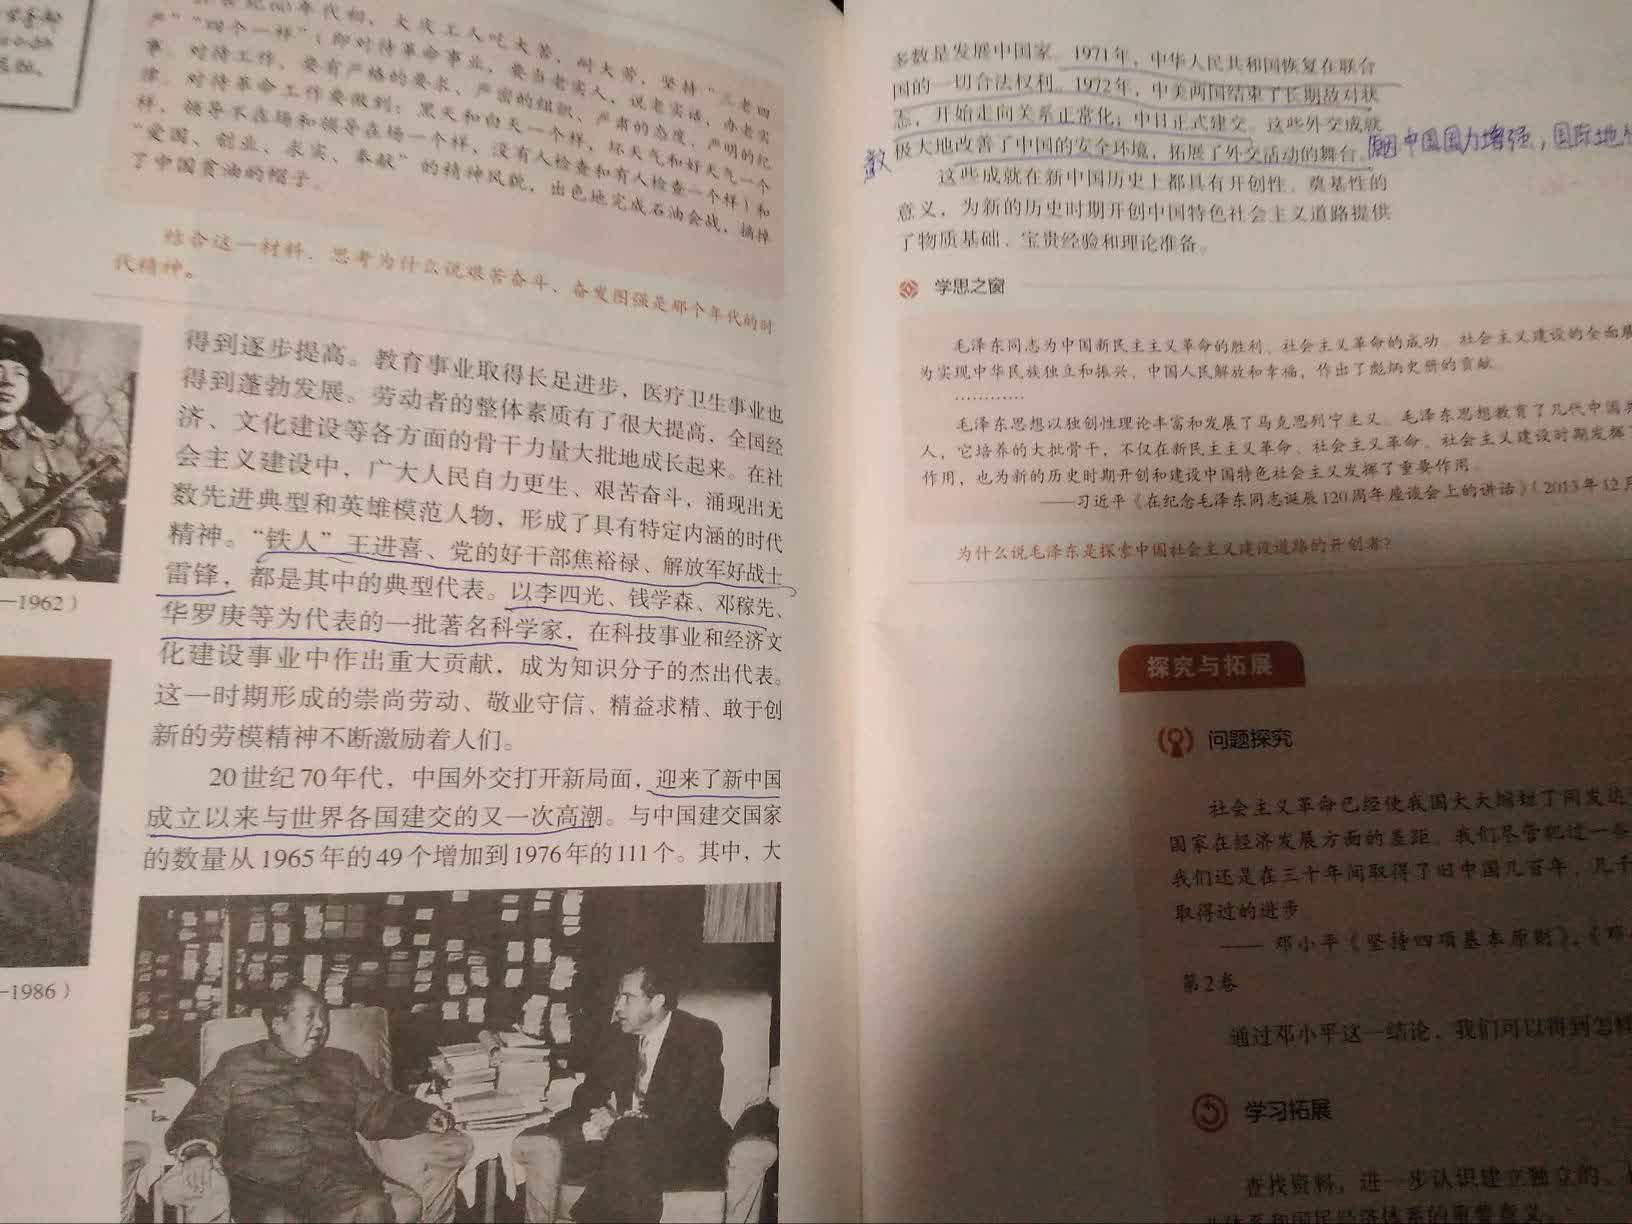 世纪60年代初，大庆工人吃大苦，耐大劳，坚持“三老四
严”“四个一样”（即对待革命事业，要当老实人，说老实话，办老实
事，对待工作，要有严格的要求、严密的组织、严肃的态度、严明的纪
律。对待革命工作要做到：黑天和白天一个样，坏天气和好天气一个
样，领导不在场和领导在场一个样，没有人检查和有人检查一个样）和
“爱国、创业、求实、奉献”的精神风貌，出色地完成石油会战，摘掉
了中国贫油的帽子。
结合这一材料，思考为什么说艰苦奋斗、奋发图强是那个年代的时
代精神。
得到逐步提高。教育事业取得长足进步，医疗卫生事业也
得到蓬勃发展。劳动者的整体素质有了很大提高，全国经
济、文化建设等各方面的骨干力量大批地成长起来。在社
会主义建设中，广大人民自力更生、艰苦奋斗，涌现出无
数先进典型和英雄模范人物，形成了具有特定内涵的时代
精神。“铁人”王进喜、党的好干部焦裕禄、解放军好战士
雷锋，都是其中的典型代表。以李四光、钱学森、邓稼先、
华罗庚等为代表的一批著名科学家，在科技事业和经济文
化建设事业中作出重大贡献，成为知识分子的杰出代表。
这一时期形成的崇尚劳动、敬业守信、精益求精、敢于创
新的劳模精神不断激励着人们。
20世纪70年代，中国外交打开新局面，迎来了新中国
成立以来与世界各国建交的又一次高潮。与中国建交国家
的数量从1965年的49个增加到1976年的111个。其中，大
—1962）
—1986）
多数是发展中国家。1971年，中华人民共和国恢复在联合
国的一切合法权利。1972年，中美两国结束了长期敌对状
态，开始走向关系正常化；中日正式建交。这些外交成就
极大地改善了中国的安全环境，拓展了外交活动的舞台。
中国国力增强，国际地
这些成就在新中国历史上都具有开创性、奠基性的
意义，为新的历史时期开创中国特色社会主义道路提供
了物质基础、宝贵经验和理论准备。
学思之窗
毛泽东同志为中国新民主主义革命的胜利、社会主义革命的成功、社会主义建设的全面展
为实现中华民族独立和振兴、中国人民解放和幸福，作出了彪炳史册的贡献。
…………
毛泽东思想以独创性理论丰富和发展了马克思列宁主义。毛泽东思想教育了几代中国共
人，它培养的大批骨干，不仅在新民主主义革命、社会主义革命、社会主义建设时期发挥了
作用，也为新的历史时期开创和建设中国特色社会主义发挥了重要作用。
——习近平《在纪念毛泽东同志诞辰120周年座谈会上的讲话》（2013年12月
为什么说毛泽东是探索中国社会主义建设道路的开创者？
探究与拓展
问题探究
社会主义革命已经使我国大大缩短了同发达
国家在经济发展方面的差距。我们尽管犯过一些
我们还是在三十年间取得了旧中国几百年、几千
取得过的进步。
——邓小平《坚持四项基本原则》，《邓
第2卷
通过邓小平这一结论，我们可以得到怎样
学习拓展
查找资料，进一步认识建立独立的、
业体系和国民经济体系的重要意义。